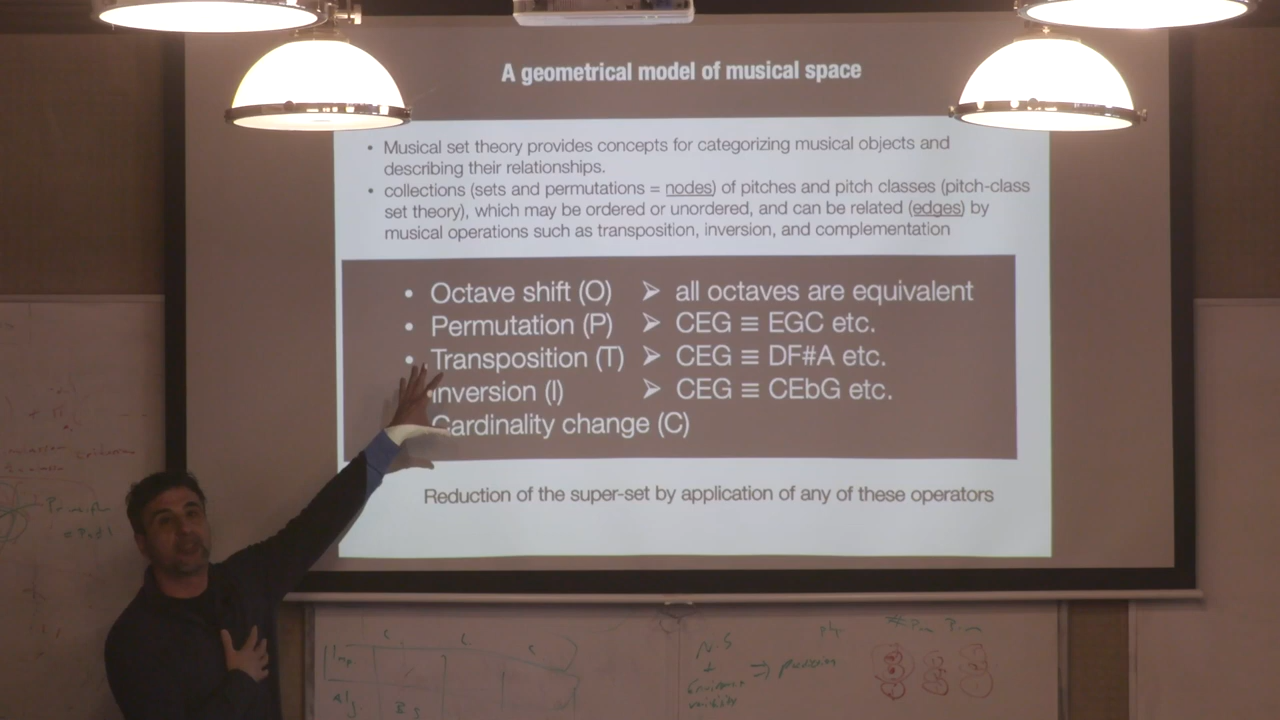 A geometrical model of musical space
• Musical set theory provides concepts for categorizing musical objects and
describing their relationships.
• collections (sets and permutations = nodes) of pitches and pitch classes (pitch-class
set theory), which may be ordered or unordered, and can be related (edges) by
musical operations such as transposition, inversion, and complementation
• Octave shift (O) ➢ all octaves are equivalent
• Permutation (P) ➢ CEG ≡ EGC etc.
• Transposition (T) ➢ CEG ≡ DF#A etc.
• Inversion (I) ➢ CEG ≡ CEbG etc.
Cardinality change (C)
Reduction of the super-set by application of any of these operators
N.S
+